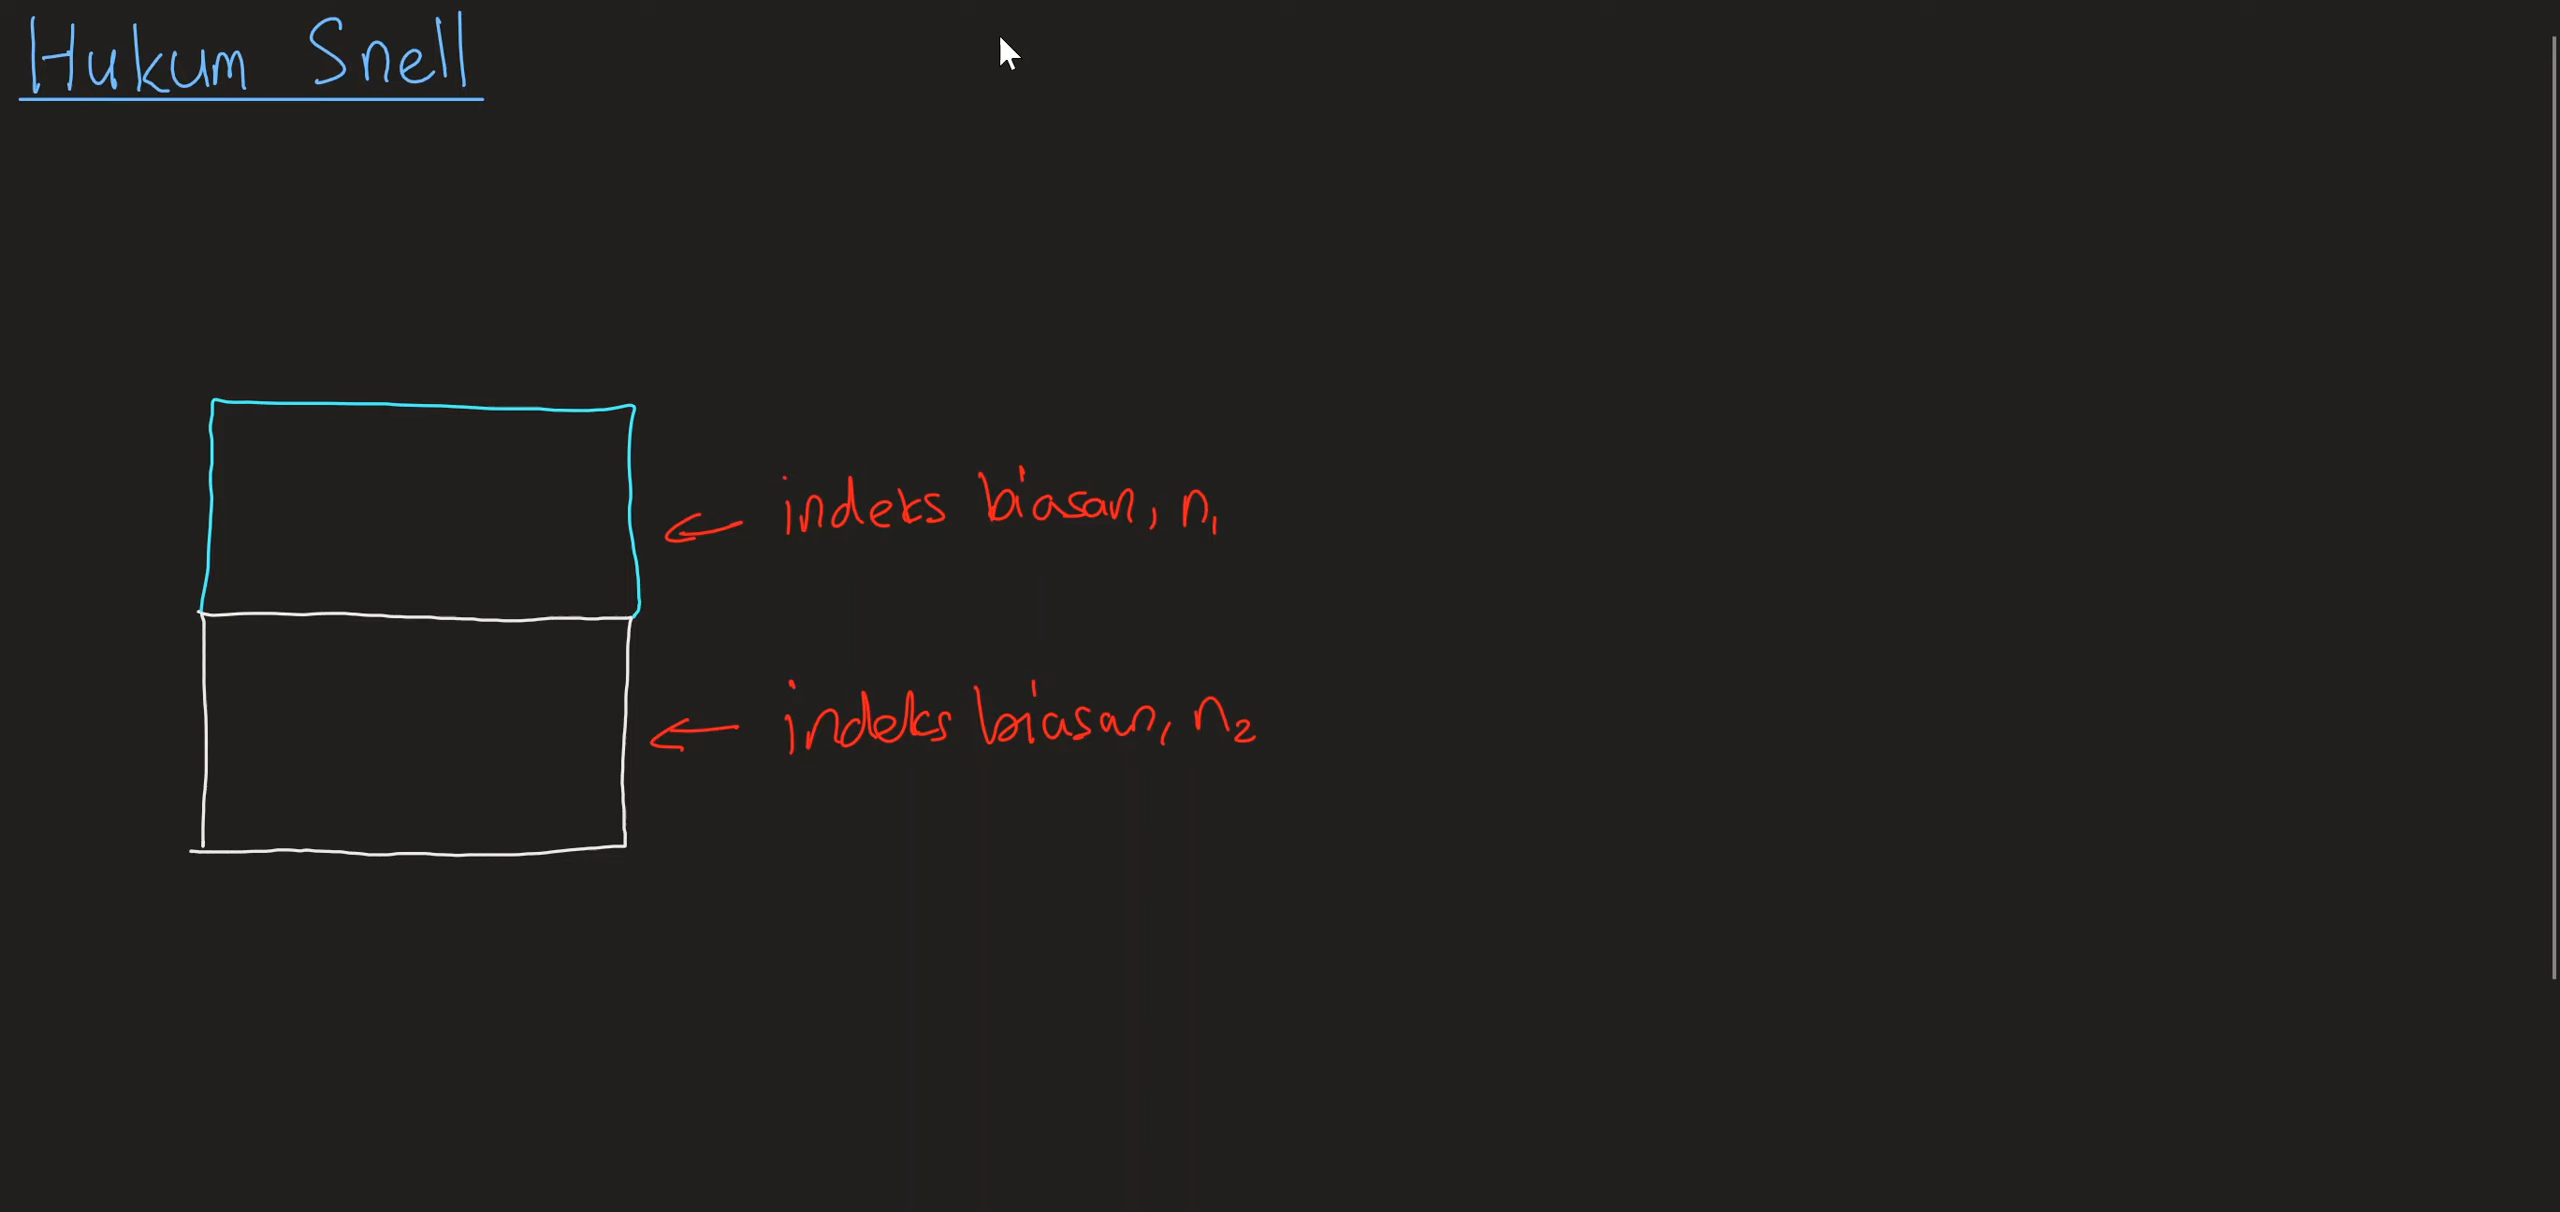 Hukum Snell
indeks biasan, n₁
indeks biasan, n₂